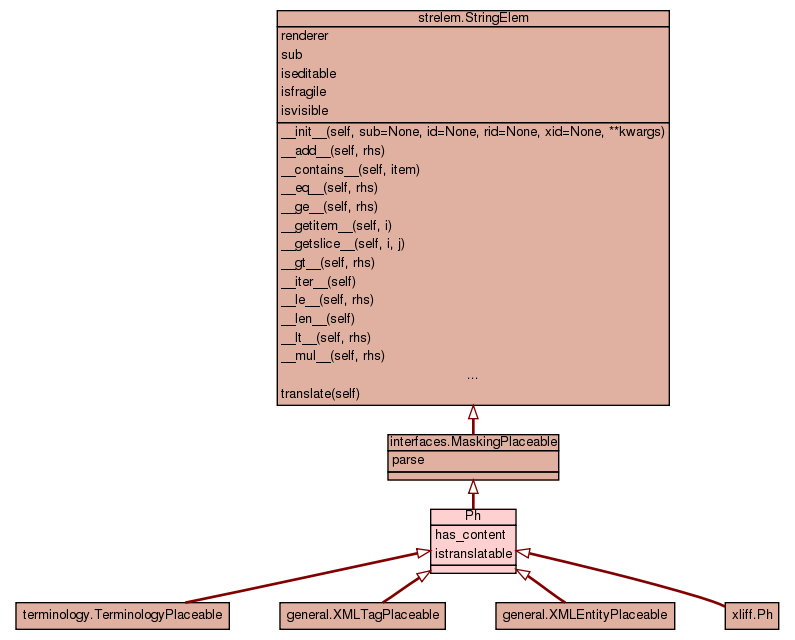 strelem.StringElem
renderer
sub
iseditable
isfragile
isvisible
__init__(self, sub=None, id=None, rid=None, xid=None, **kwargs)
__add__(self, rhs)
__contains__(self, item)
__eq__(self, rhs)
__ge__(self, rhs)
__getitem__(self, i)
__getslice__(self, i, j)
__gt__(self, rhs)
__iter__(self)
__le__(self, rhs)
__len__(self)
__lt__(self, rhs)
__mul__(self, rhs)
...
translate(self)
interfaces.MaskingPlaceable
parse
Ph
has_content
istranslatable
terminology.TerminologyPlaceable
general.XMLTagPlaceable
general.XMLEntityPlaceable
xliff.Ph